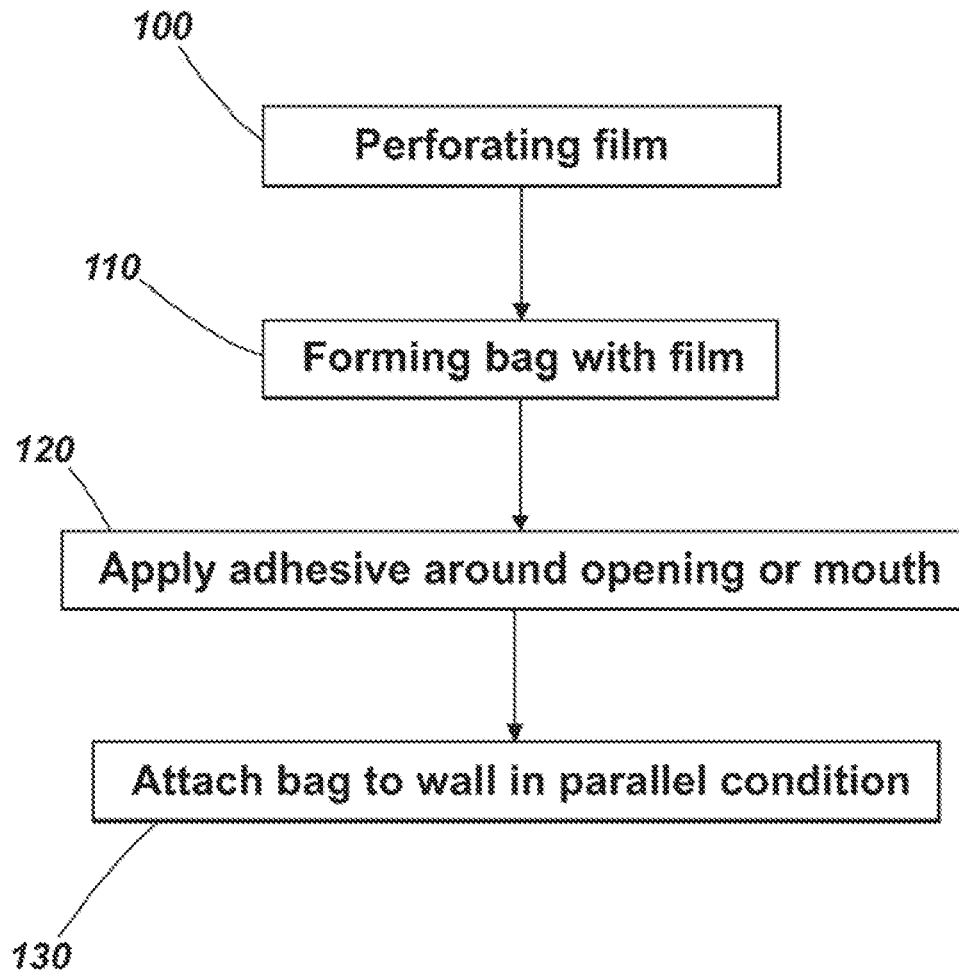 100
Perforating film
110
Forming bag with film
120
Apply adhesive around opening or mouth
Attach bag to wall in parallel condition
130